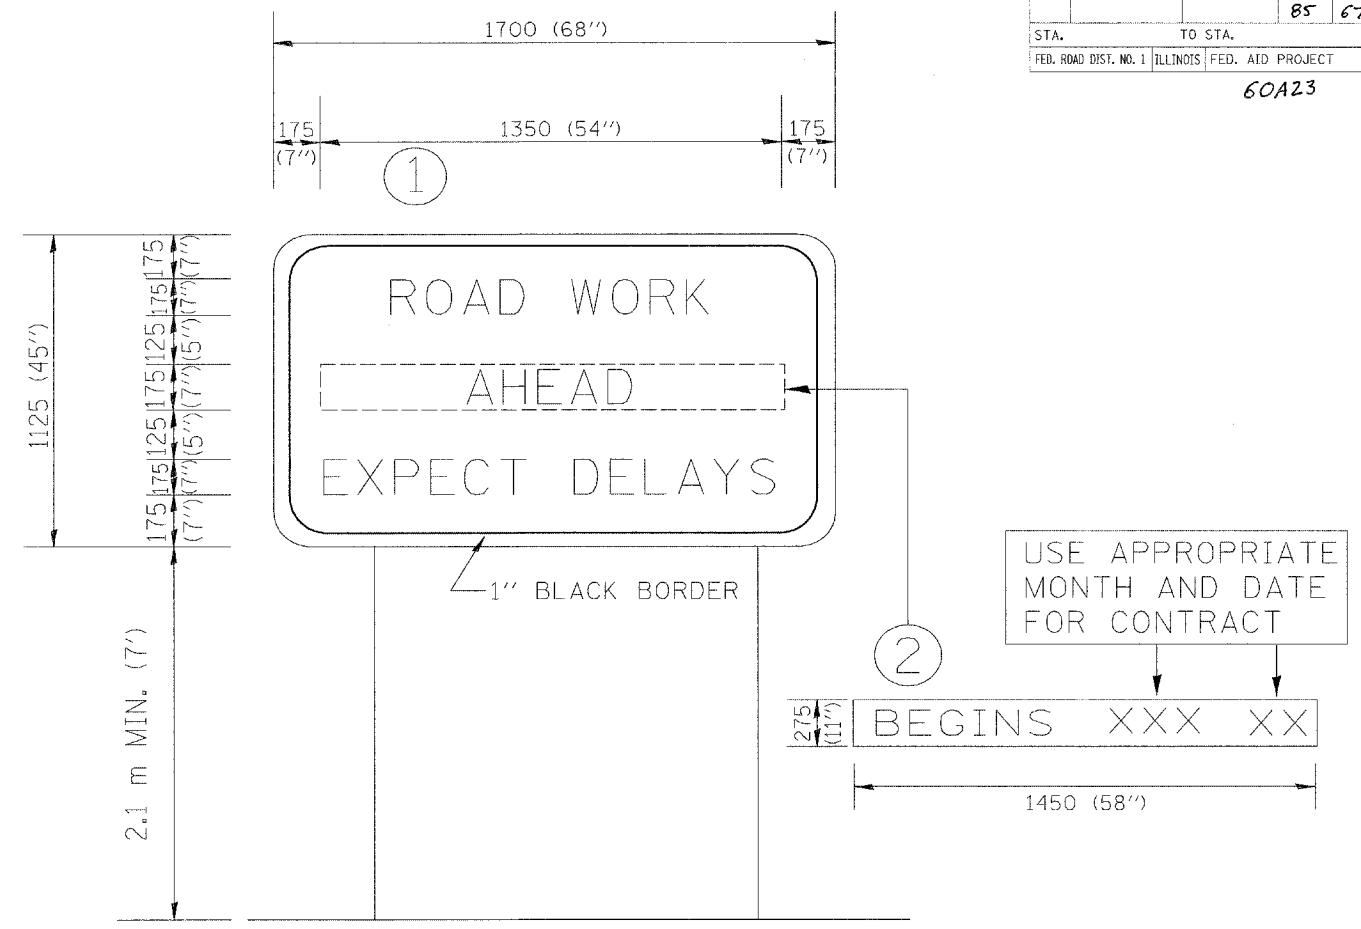 85 67
STA. TO STA.
FED. ROAD DIST. NO. 1 ILLINOIS FED. AID PROJECT
60A23
1700 (68'')
175 (7'')
1350 (54'')
175 (7'')
1
1125 (45'')
175 (7'')
175 (7'')
125 (5'')
175 (7'')
125 (5'')
175 (7'')
175 (7'')
ROAD WORK
AHEAD
EXPECT DELAYS
1'' BLACK BORDER
2.1 m MIN. (7')
2
USE APPROPRIATE
MONTH AND DATE
FOR CONTRACT
275 (11'')
BEGINS XXX XX
1450 (58'')